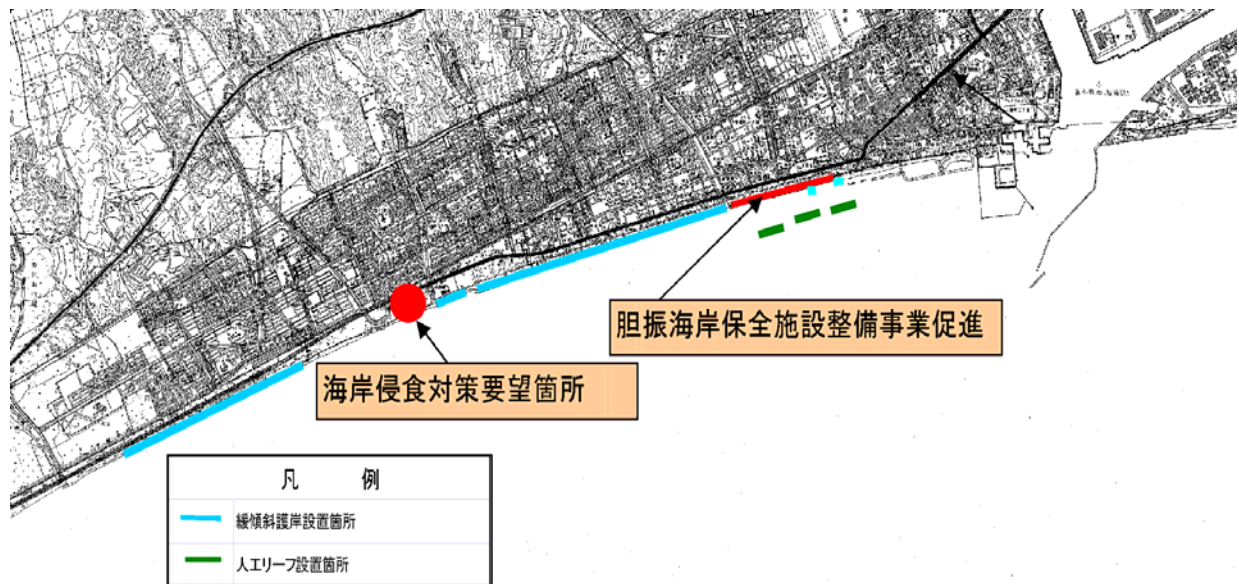 胆振海岸保全施設整備事業促進
海岸侵食対策要望箇所
凡 例
緩傾斜護岸設置箇所
人工リーフ設置箇所